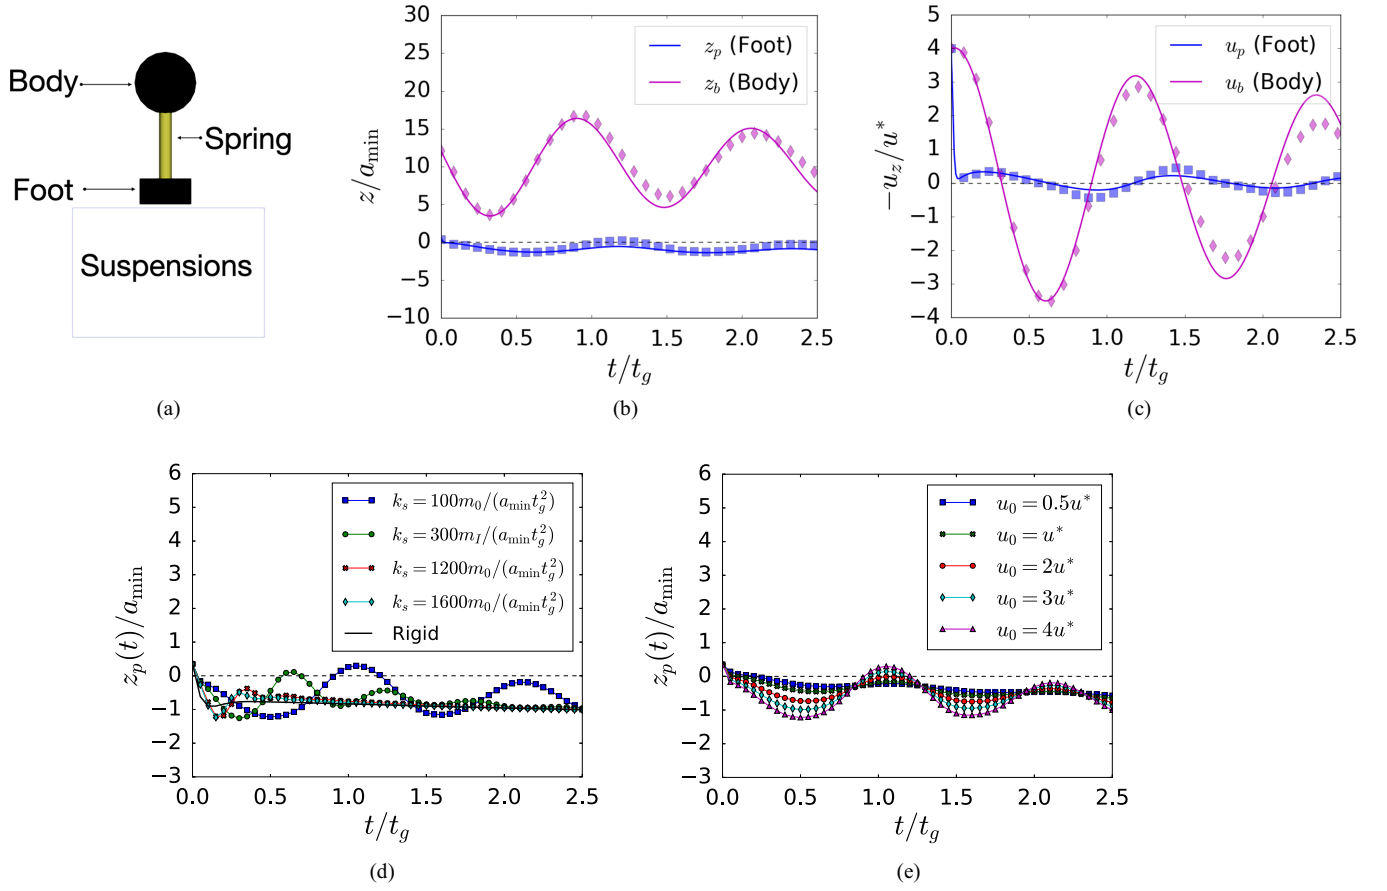 Body
Spring
Foot
Suspensions
(a)
z/a_min
30
25
20
15
10
5
0
−5
−10
z_p (Foot)
z_b (Body)
0.0 0.5 1.0 1.5 2.0 2.5
t/t_g
(b)
−u_z/u*
5
4
3
2
1
0
−1
−2
−3
−4
u_p (Foot)
u_b (Body)
0.0 0.5 1.0 1.5 2.0 2.5
t/t_g
(c)
z_p(t)/a_min
6
5
4
3
2
1
0
−1
−2
−3
k_s = 100m_0/(a_min t_g^2)
k_s = 300m_I/(a_min t_g^2)
k_s = 1200m_0/(a_min t_g^2)
k_s = 1600m_0/(a_min t_g^2)
Rigid
0.0 0.5 1.0 1.5 2.0 2.5
t/t_g
(d)
z_p(t)/a_min
6
5
4
3
2
1
0
−1
−2
−3
u_0 = 0.5u*
u_0 = u*
u_0 = 2u*
u_0 = 3u*
u_0 = 4u*
0.0 0.5 1.0 1.5 2.0 2.5
t/t_g
(e)